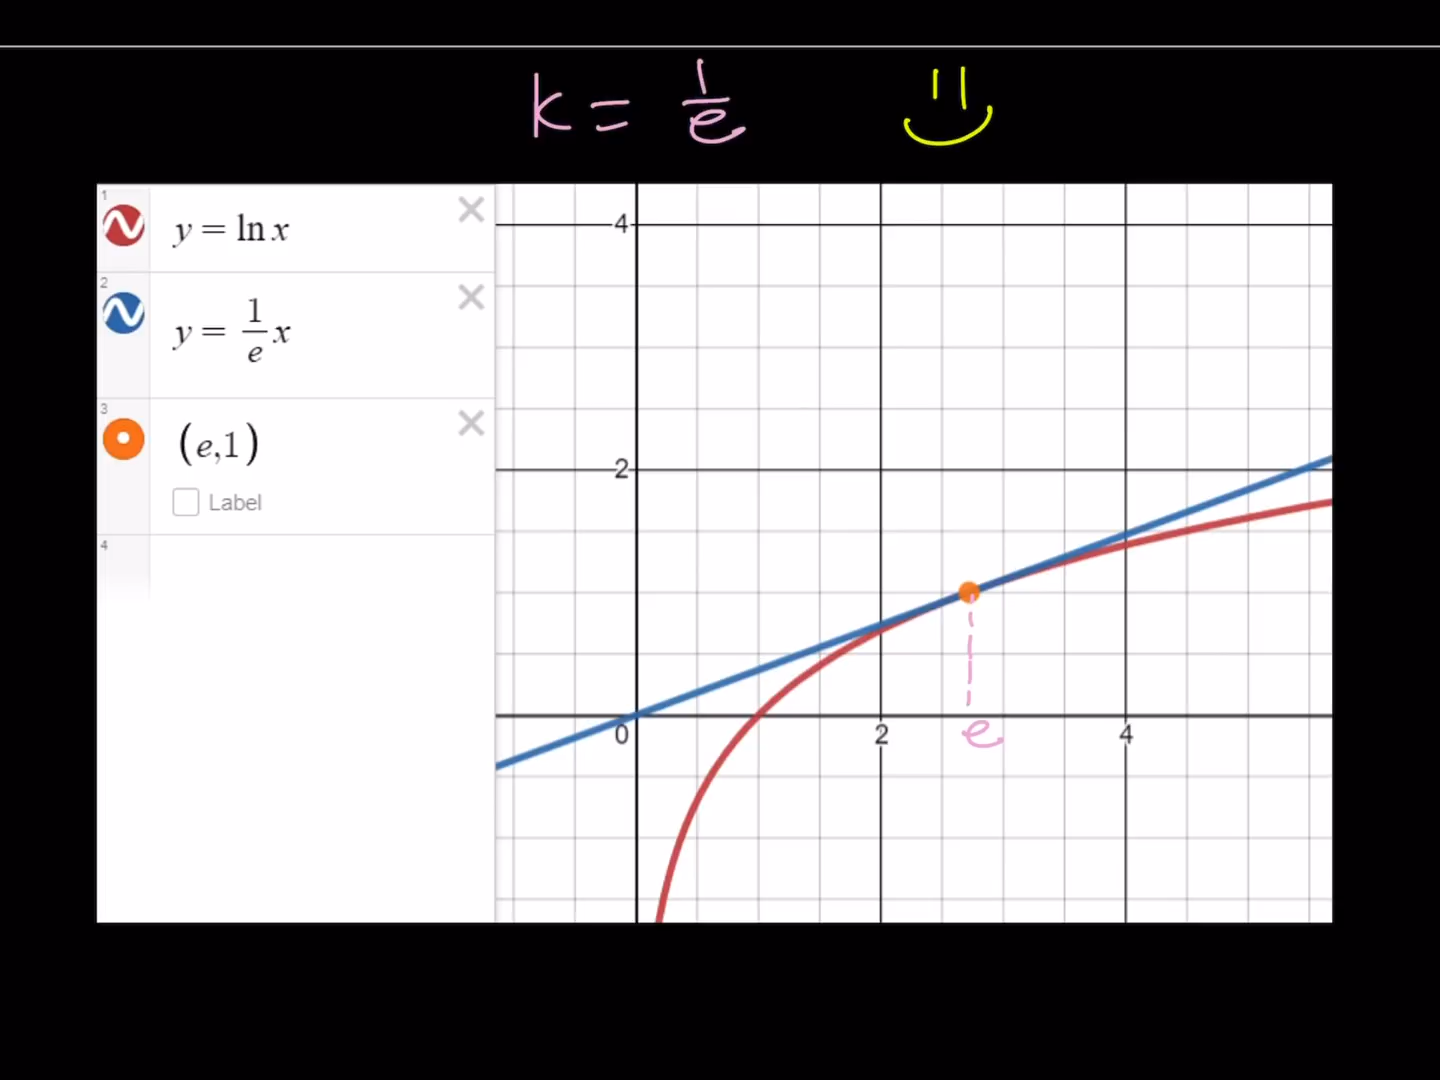 k = 1/e
1
y = ln x
2
y = 1/e x
3
(e,1)
Label
4
4
2
0
2
4
e